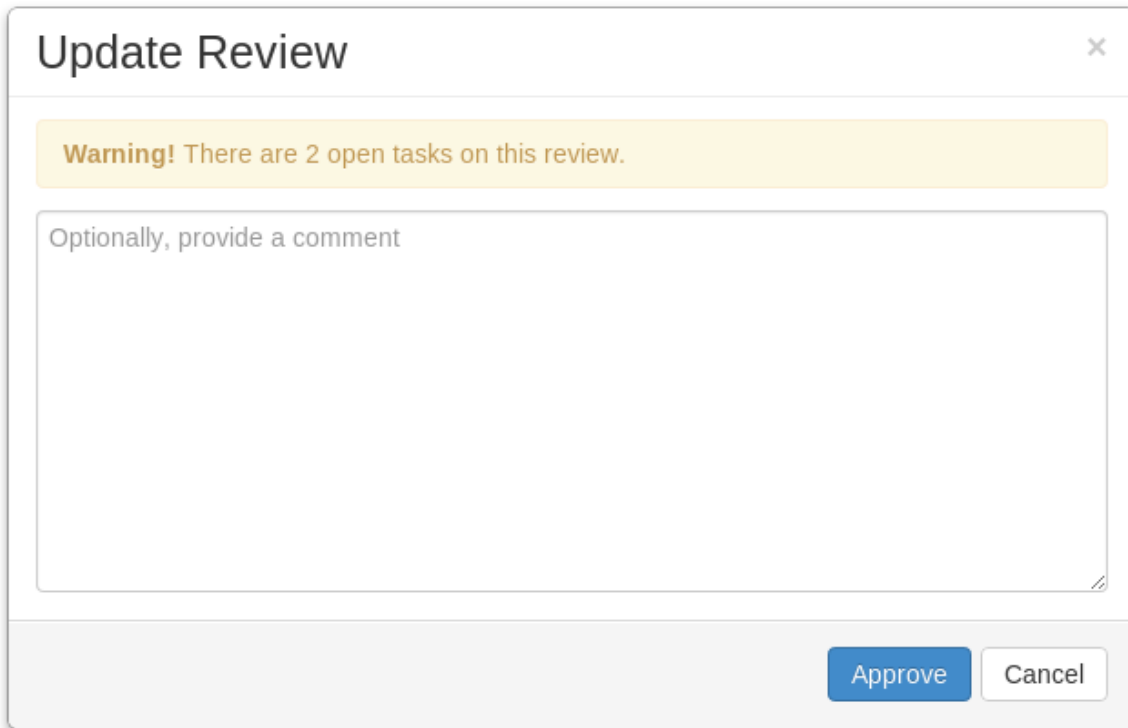 Update Review
×
Warning! There are 2 open tasks on this review.
Optionally, provide a comment
Approve Cancel